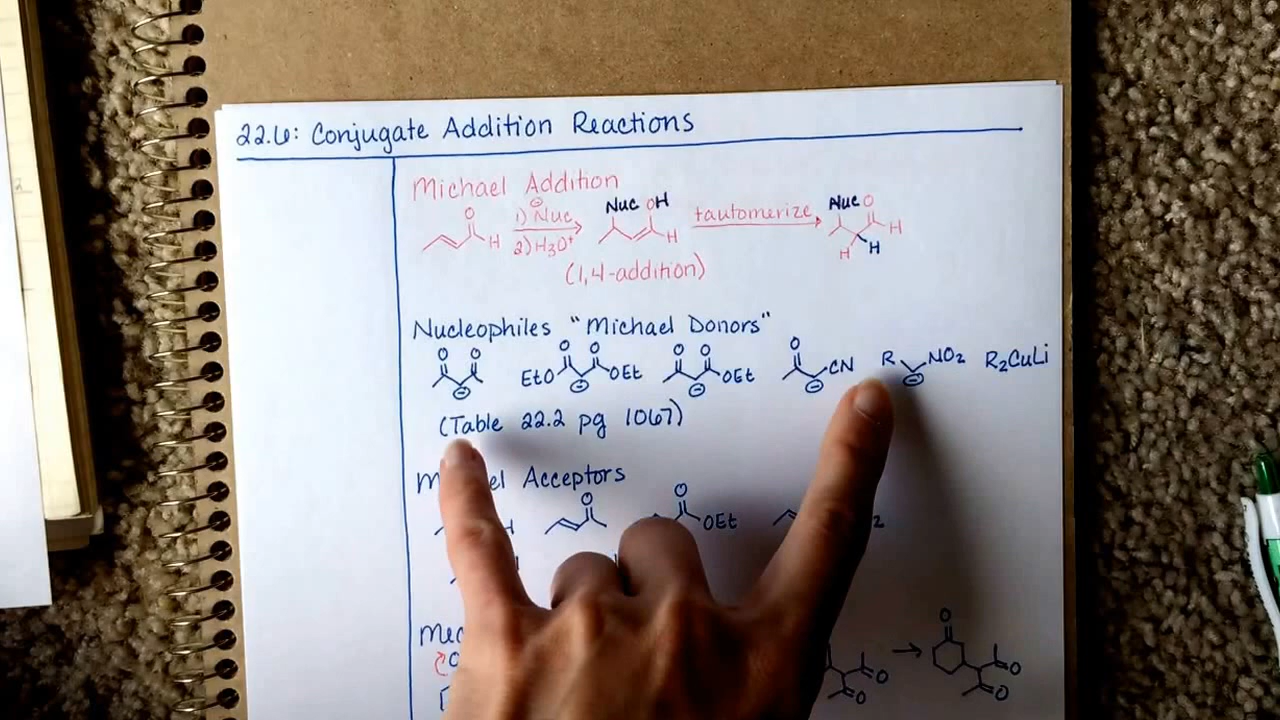 22.6: Conjugate Addition Reactions
Michael Addition
O H 1) ⊖Nuc 2) H3O+ Nuc OH H tautomerize Nuc O H H H
(1,4-addition)
Nucleophiles "Michael Donors"
O O ⊖ EtO O O OEt ⊖ O O OEt ⊖ O CN ⊖ R NO2 ⊖ R2CuLi
(Table 22.2 pg 1067)
Acceptors
O O OEt
O O O